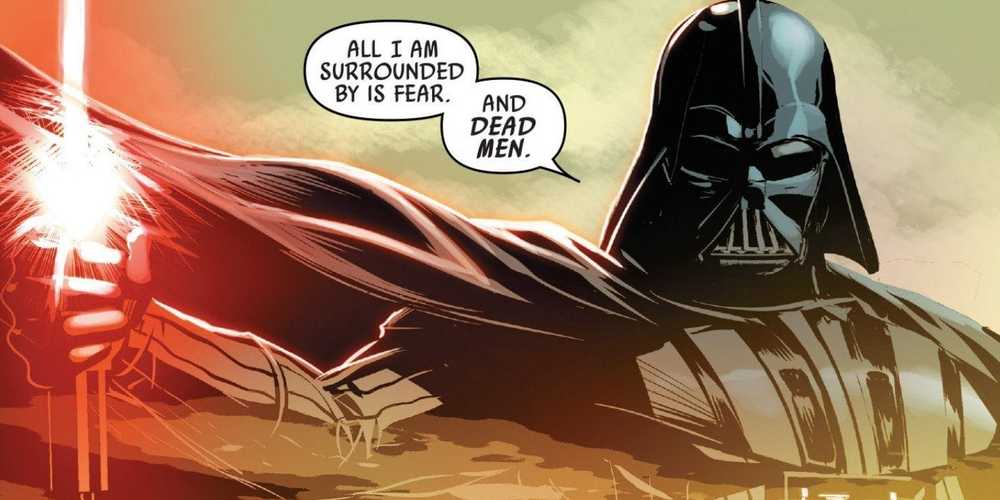 ALL I AM
SURROUNDED
BY IS FEAR.
AND
DEAD
MEN.